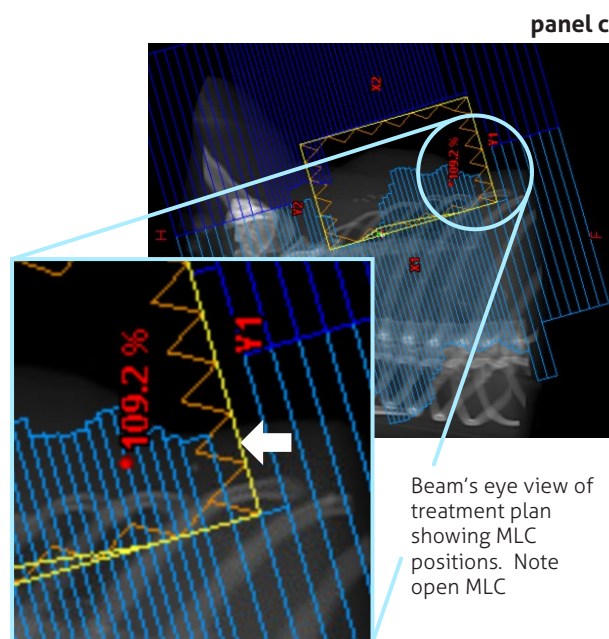 panel c
X2
Y1
109.2 %
Y2
H
X1
F
Y1
109.2 %
Beam's eye view of
treatment plan
showing MLC
positions.  Note
open MLC